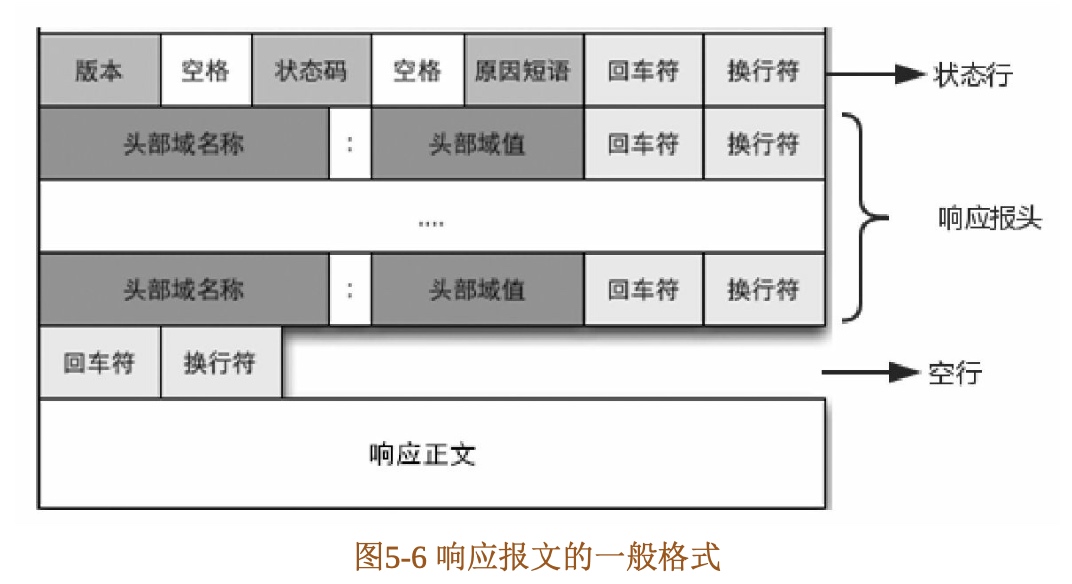 版本 空格 状态码 空格 原因短语 回车符 换行符 状态行
头部域名称 : 头部域值 回车符 换行符
....
响应报头
头部域名称 : 头部域值 回车符 换行符
回车符 换行符 空行
响应正文
图5-6 响应报文的一般格式